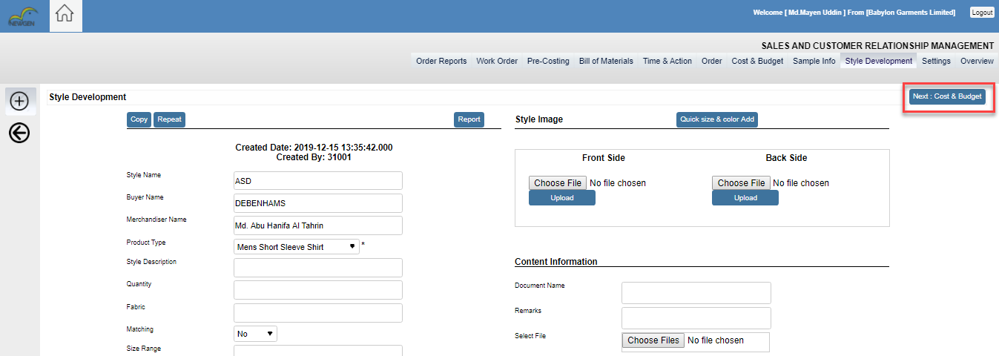 NEWGEN
Welcome [ Md.Mayen Uddin ] From [Babylon Garments Limited]
Logout
SALES AND CUSTOMER RELATIONSHIP MANAGEMENT
Order Reports Work Order Pre-Costing Bill of Materials Time & Action Order Cost & Budget Sample Info Style Development Settings Overview
Style Development
Next : Cost & Budget
Copy Repeat Report
Created Date: 2019-12-15 13:35:42.000
Created By: 31001
Style Name ASD
Buyer Name DEBENHAMS
Merchandiser Name Md. Abu Hanifa Al Tahrin
Product Type Mens Short Sleeve Shirt *
Style Description
Quantity
Fabric
Matching No
Size Range
Style Image Quick size & color Add
Front Side Back Side
Choose File No file chosen Choose File No file chosen
Upload Upload
Content Information
Document Name
Remarks
Select File Choose Files No file chosen